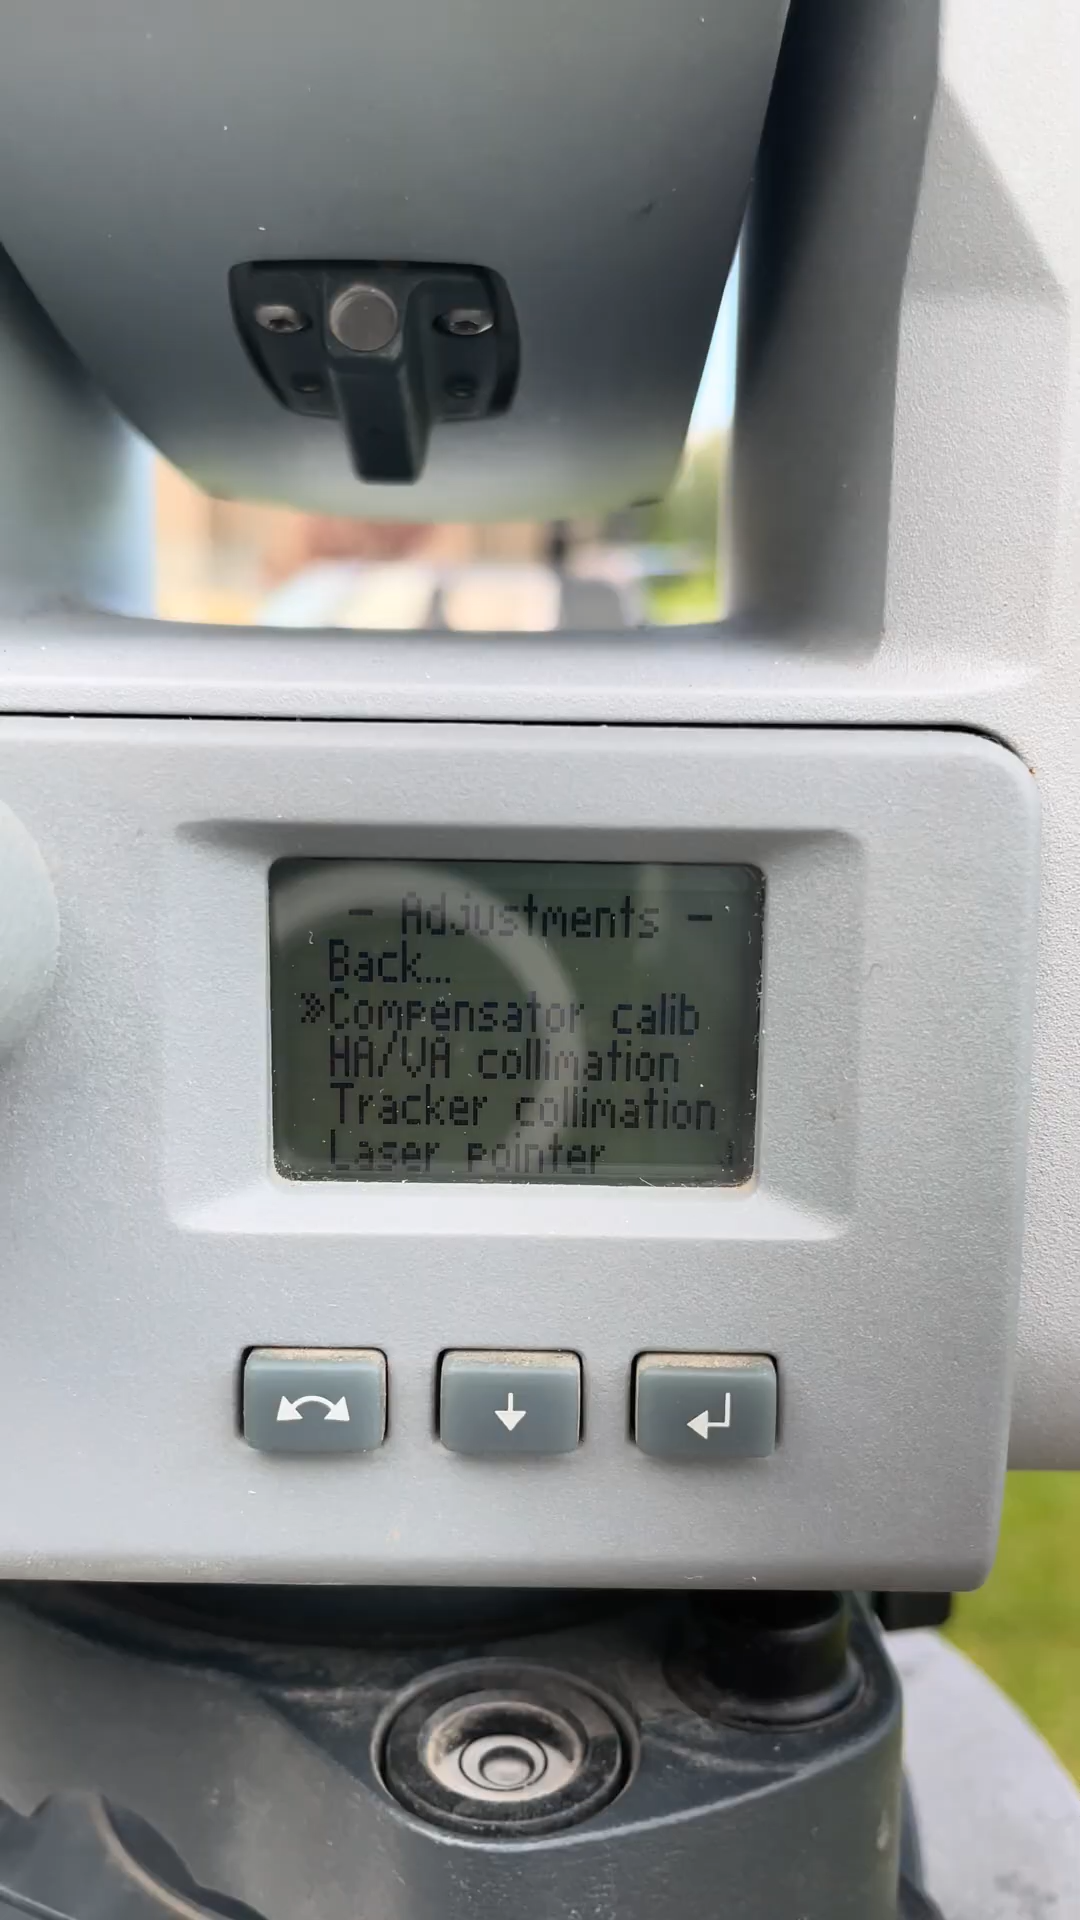 - Adjustments -
Back...
»Compensator calib
HA/VA collimation
Tracker collimation
Laser pointer